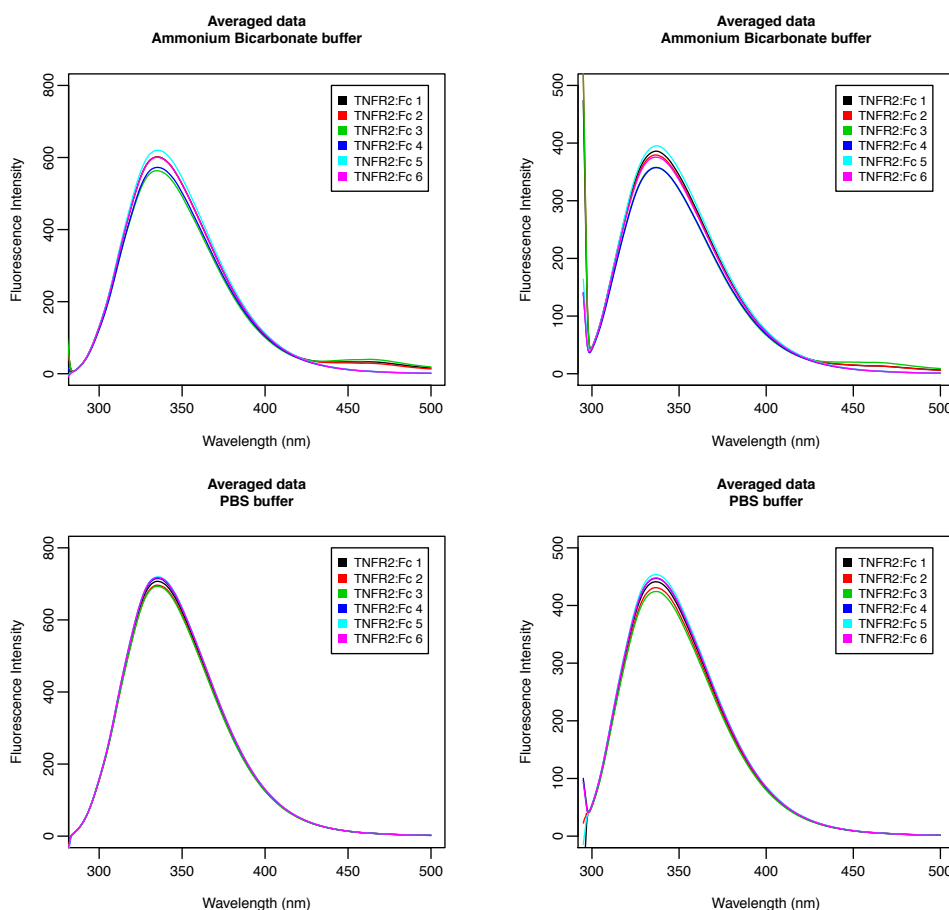 Averaged data
Ammonium Bicarbonate buffer
Fluorescence Intensity
800
600
400
200
0
TNFR2:Fc 1
TNFR2:Fc 2
TNFR2:Fc 3
TNFR2:Fc 4
TNFR2:Fc 5
TNFR2:Fc 6
300 350 400 450 500
Wavelength (nm)
Averaged data
Ammonium Bicarbonate buffer
Fluorescence Intensity
500
400
300
200
100
0
TNFR2:Fc 1
TNFR2:Fc 2
TNFR2:Fc 3
TNFR2:Fc 4
TNFR2:Fc 5
TNFR2:Fc 6
300 350 400 450 500
Wavelength (nm)
Averaged data
PBS buffer
Fluorescence Intensity
800
600
400
200
0
TNFR2:Fc 1
TNFR2:Fc 2
TNFR2:Fc 3
TNFR2:Fc 4
TNFR2:Fc 5
TNFR2:Fc 6
300 350 400 450 500
Wavelength (nm)
Averaged data
PBS buffer
Fluorescence Intensity
500
400
300
200
100
0
TNFR2:Fc 1
TNFR2:Fc 2
TNFR2:Fc 3
TNFR2:Fc 4
TNFR2:Fc 5
TNFR2:Fc 6
300 350 400 450 500
Wavelength (nm)